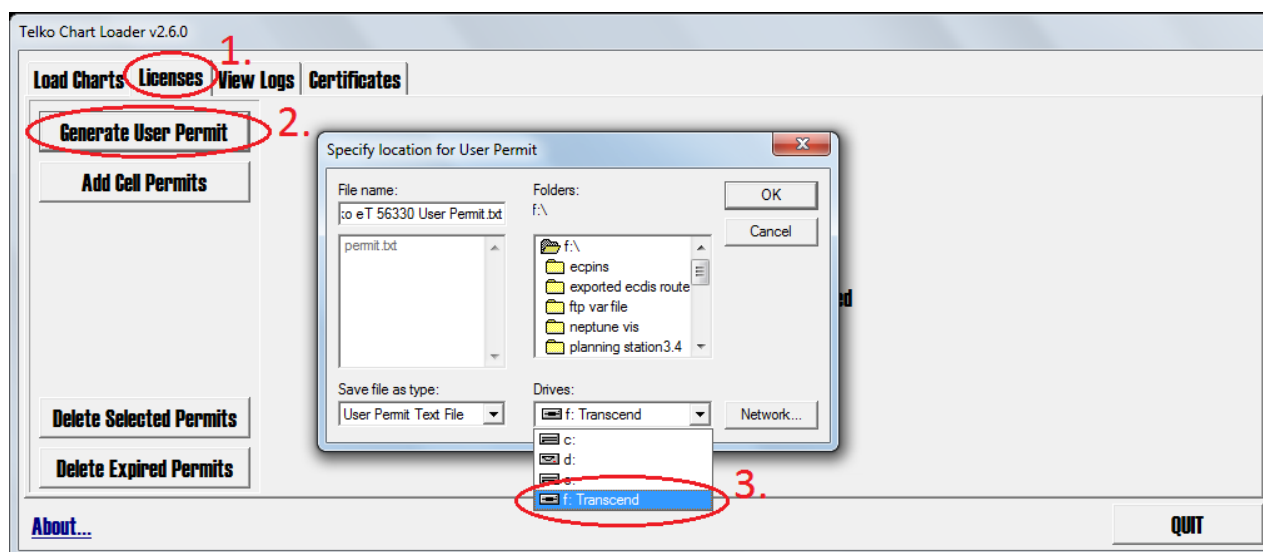 Telko Chart Loader v2.6.0
1.
Load Charts Licenses View Logs Certificates
Generate User Permit 2.
Add Cell Permits
Delete Selected Permits
Delete Expired Permits
Specify location for User Permit
File name:
eT 56330 User Permit.txt
permit.txt
Save file as type:
User Permit Text File
Folders:
f:\
f:\
ecpins
exported ecdis route
ftp var file
neptune vis
planning station3.4
Drives:
f: Transcend
c:
d:
f: Transcend
3.
OK
Cancel
Network...
About...
QUIT